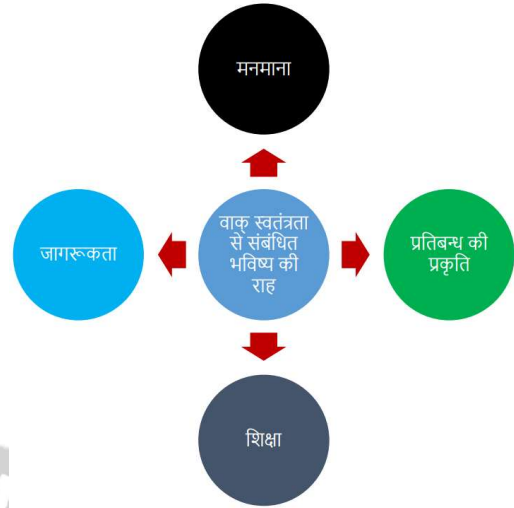 मनमाना
जागरूकता
वाक् स्वतंत्रता
से संबंधित
भविष्य की
राह
प्रतिबन्ध की
प्रकृति
शिक्षा